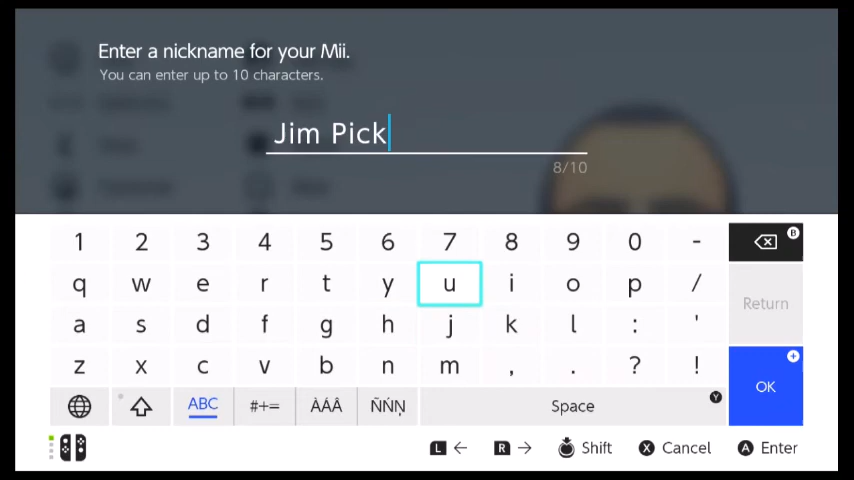 Enter a nickname for your Mii.
You can enter up to 10 characters.
Jim Pick
8/10
1 2 3 4 5 6 7 8 9 0 - B
q w e r t y u i o p / Return
a s d f g h j k l : '
z x c v b n m , . ? ! + OK
ABC #+= ÀÁÂ ÑŃŅ Space Y
L ← R → Shift X Cancel A Enter